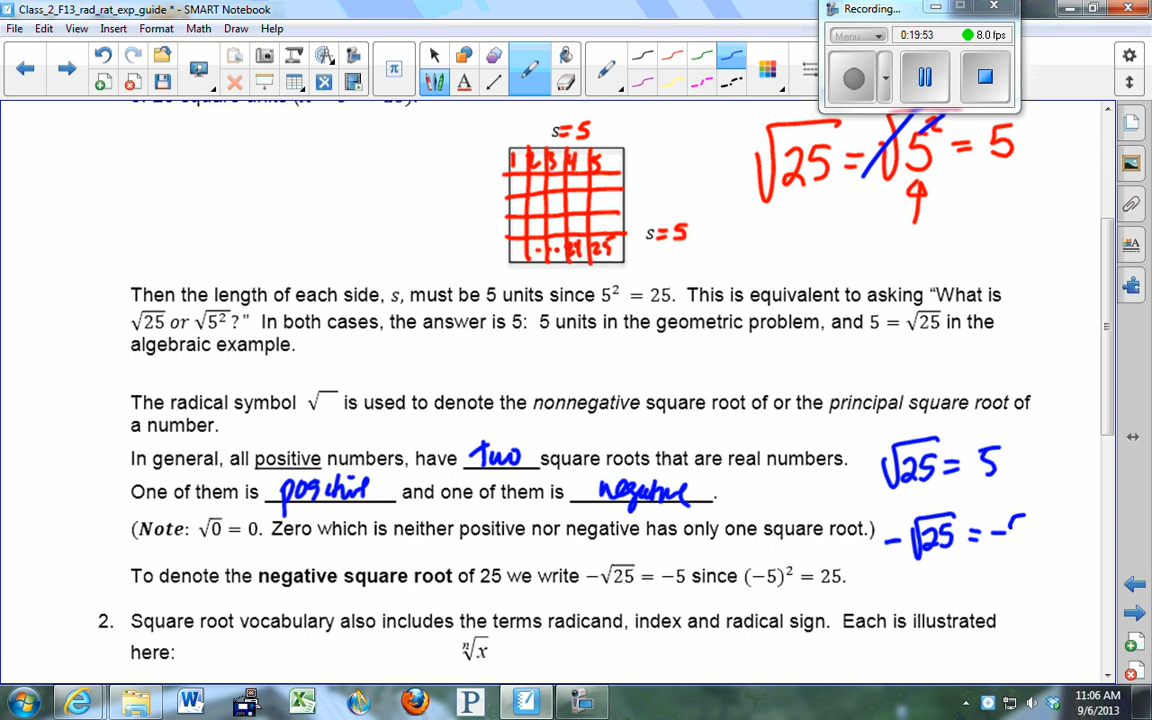 Class_2_F13_rad_rat_exp_guide * - SMART Notebook
Recording...
File Edit View Insert Format Tools Draw Help
Menu 0:19:53 8.0 fps
s = 5
√25 = √5² = 5
1 2 3 4 5
s = 5
. . . 24 25
Then the length of each side, s, must be 5 units since 5² = 25. This is equivalent to asking “What is
√25 or √5²?" In both cases, the answer is 5: 5 units in the geometric problem, and 5 = √25 in the
algebraic example.
The radical symbol √ is used to denote the nonnegative square root of or the principal square root of
a number.
In general, all positive numbers, have two square roots that are real numbers.
√25 = 5
One of them is positive and one of them is negative.
(Note: √0 = 0. Zero which is neither positive nor negative has only one square root.)
-√25 = -5
To denote the negative square root of 25 we write −√25 = −5 since (−5)² = 25.
2. Square root vocabulary also includes the terms radicand, index and radical sign. Each is illustrated
here: ⁿ√x
11:06 AM
9/6/2013